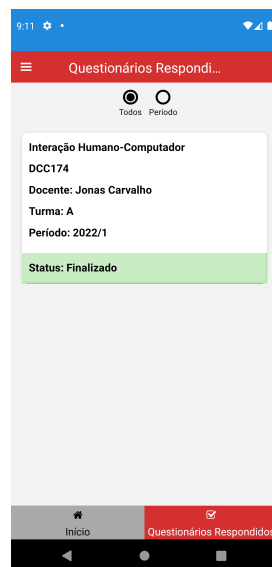 9:11
Questionários Respondi...
Todos Período
Interação Humano-Computador
DCC174
Docente: Jonas Carvalho
Turma: A
Período: 2022/1
Status: Finalizado
Início
Questionários Respondidos